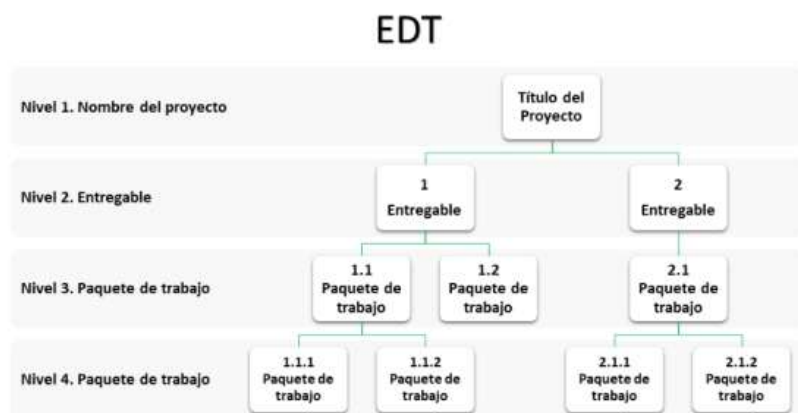 EDT
Nivel 1. Nombre del proyecto
Título del
Proyecto
Nivel 2. Entregable
1
Entregable
2
Entregable
Nivel 3. Paquete de trabajo
1.1
Paquete de
trabajo
1.2
Paquete de
trabajo
2.1
Paquete de
trabajo
Nivel 4. Paquete de trabajo
1.1.1
Paquete de
trabajo
1.1.2
Paquete de
trabajo
2.1.1
Paquete de
trabajo
2.1.2
Paquete de
trabajo